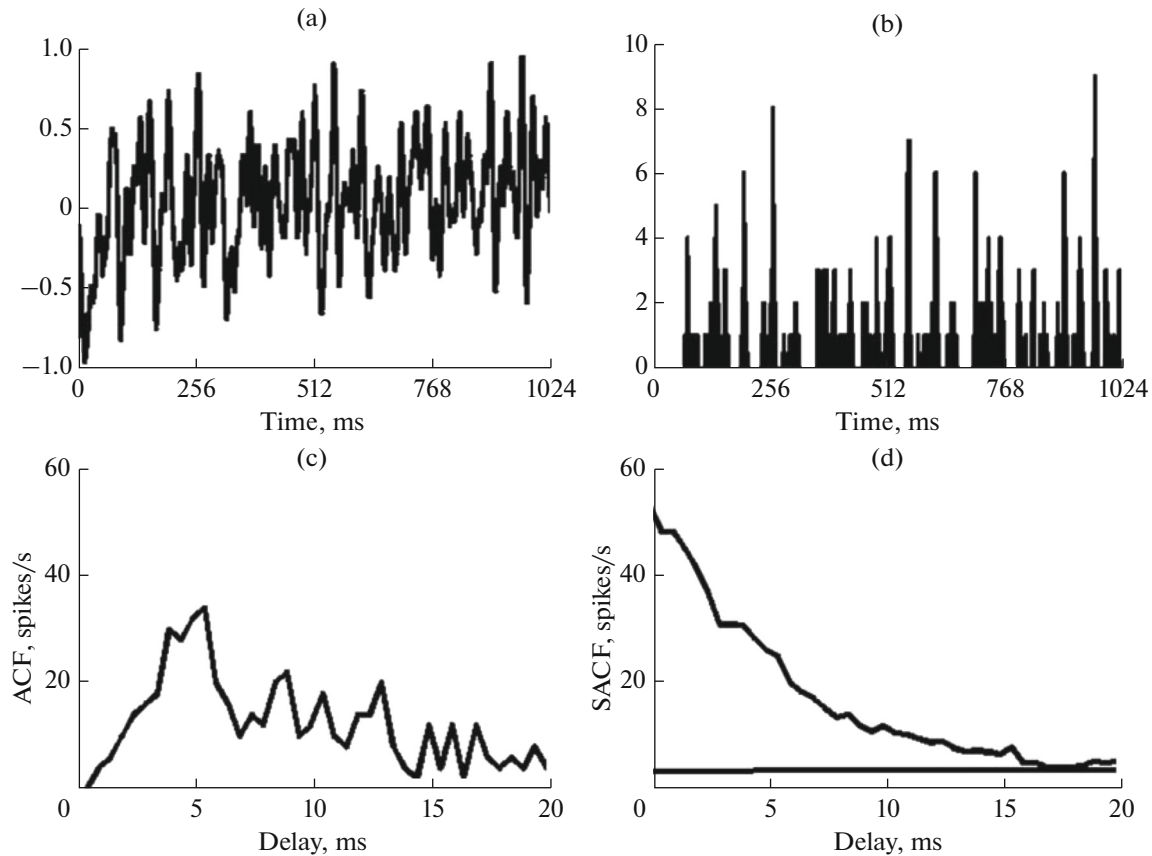 (a)
1.0
0.5
0
−0.5
−1.0
0 256 512 768 1024
Time, ms
(b)
10
8
6
4
2
0
0 256 512 768 1024
Time, ms
(c)
60
40
20
0 5 10 15 20
ACF, spikes/s
Delay, ms
(d)
60
40
20
0 5 10 15 20
SACF, spikes/s
Delay, ms